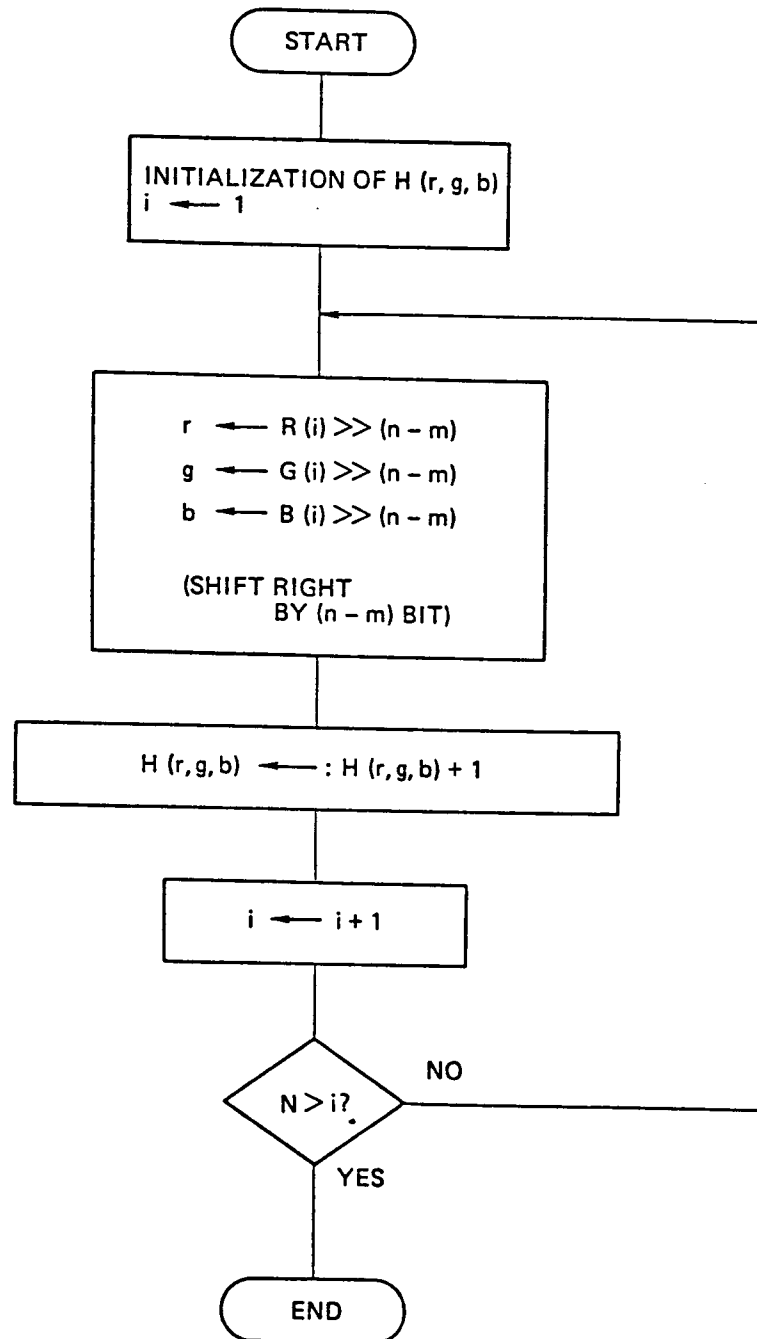 START
INITIALIZATION OF H (r, g, b)
i ← 1
r ← R (i) >> (n – m)
g ← G (i) >> (n – m)
b ← B (i) >> (n – m)
(SHIFT RIGHT
BY (n – m) BIT)
H (r, g, b) ← : H (r, g, b) + 1
i ← i + 1
N > i?
NO
YES
END